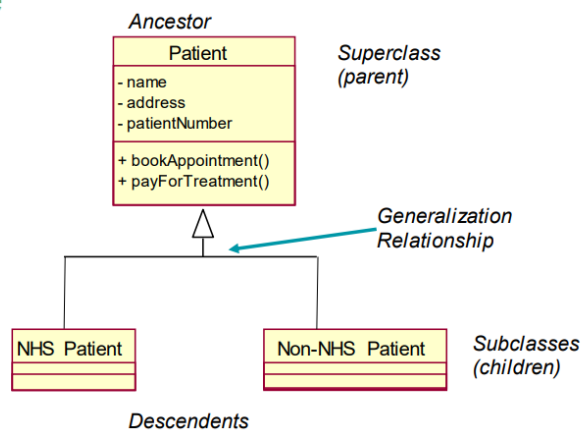 Ancestor
Patient
- name
- address
- patientNumber
+ bookAppointment()
+ payForTreatment()
Superclass
(parent)
Generalization
Relationship
NHS Patient
Non-NHS Patient
Subclasses
(children)
Descendents